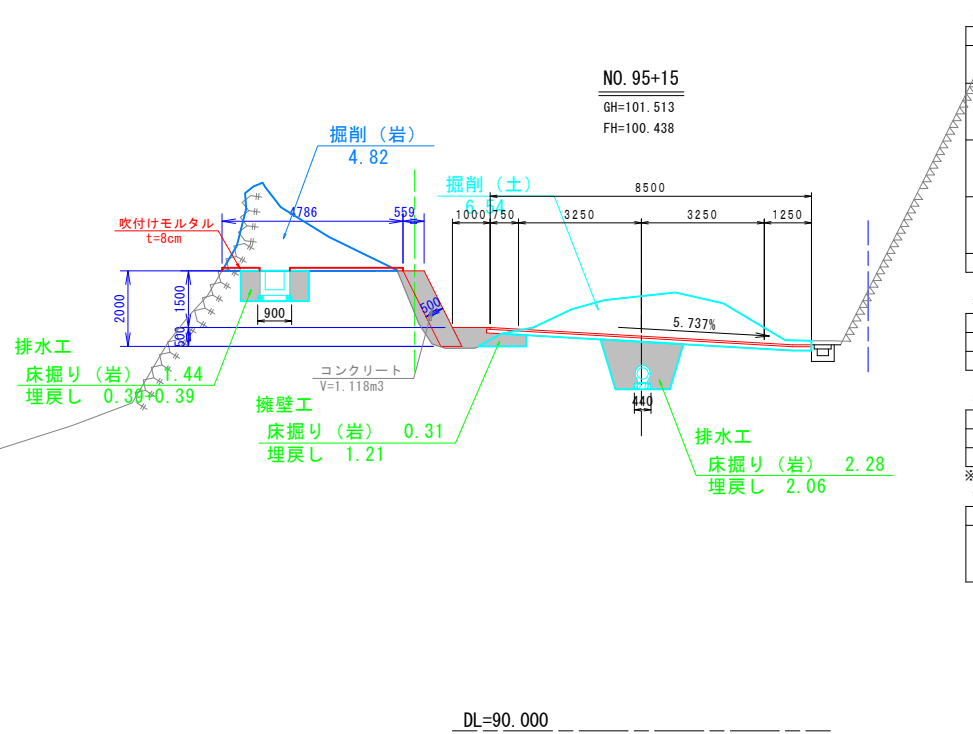 NO.95+15
GH=101.513
FH=100.438
掘削（岩）
4.82
掘削（土）
6.54
8500
4786
559
1000
750
3250
3250
1250
吹付けモルタル
t=8cm
2000
1500
500
900
500
5.737%
排水工
床掘り（岩） 1.44
埋戻し 0.30+0.39
コンクリート
V=1.118m3
擁壁工
床掘り（岩） 0.31
埋戻し 1.21
440
排水工
床掘り（岩） 2.28
埋戻し 2.06
※
DL=90.000